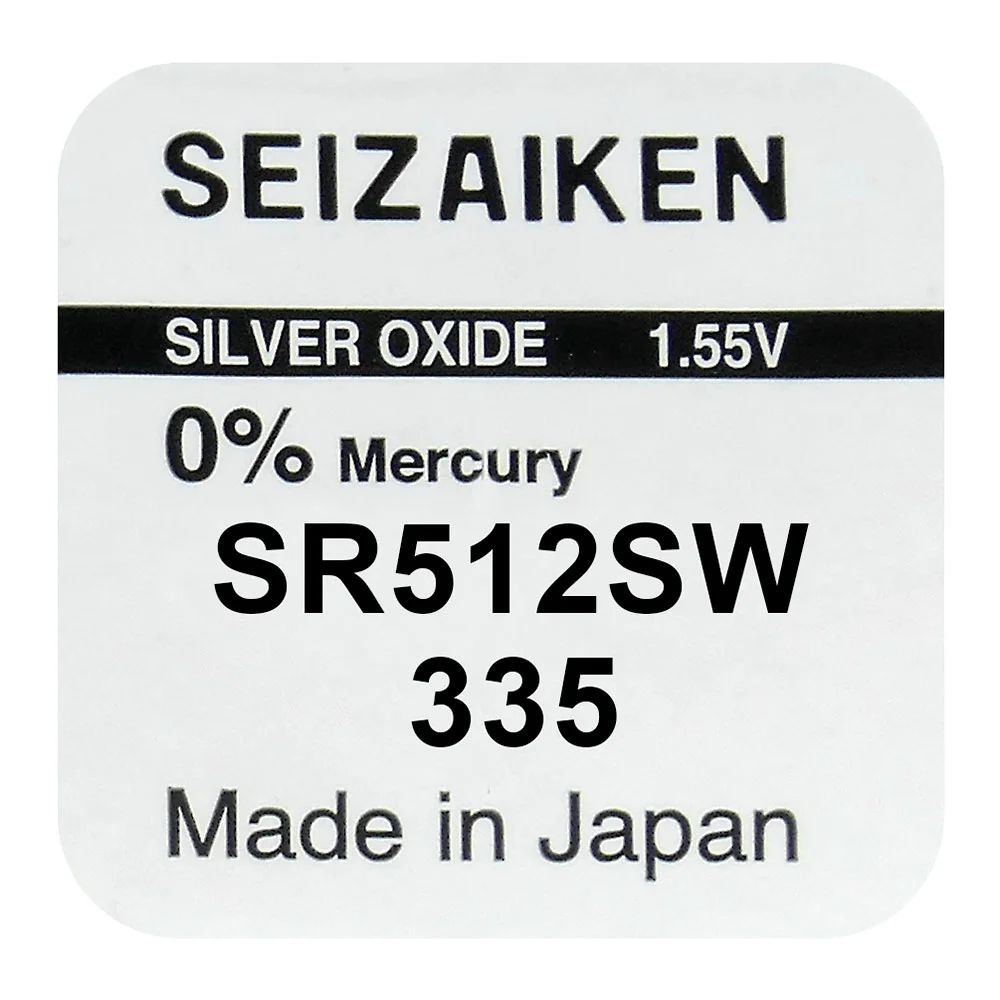 SEIZAIKEN
SILVER OXIDE 1.55V
0% Mercury
SR512SW
335
Made in Japan